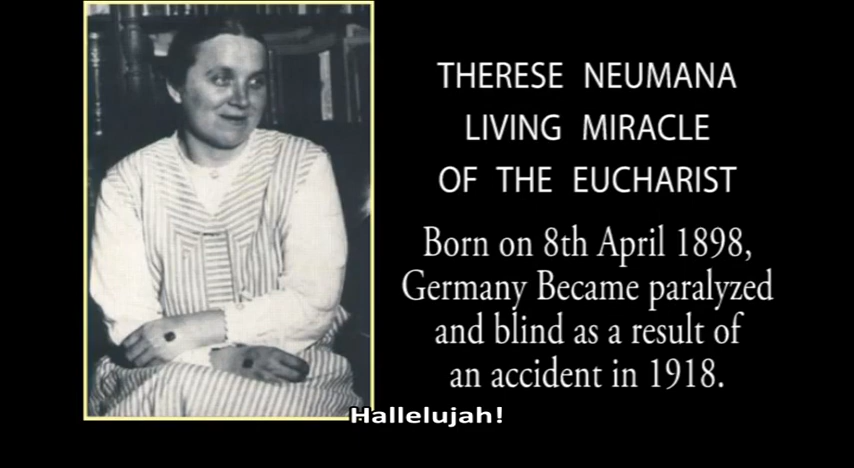 THERESE NEUMANA
LIVING MIRACLE
OF THE EUCHARIST
Born on 8th April 1898,
Germany Became paralyzed
and blind as a result of
an accident in 1918.
Hallelujah!